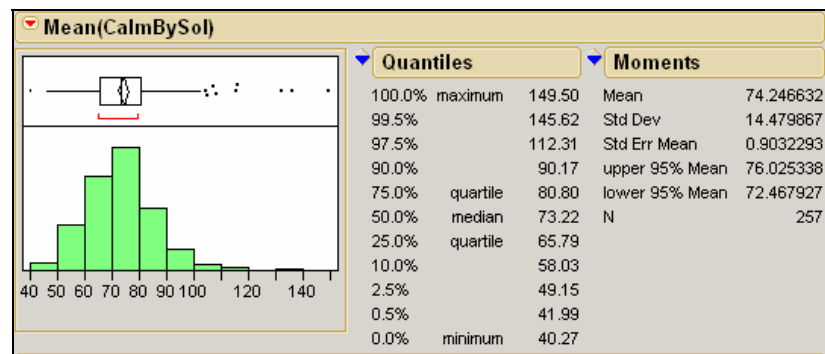 Mean(CalmBySol)
40 50 60 70 80 90 100 120 140
Quantiles
100.0% maximum 149.50
99.5% 145.62
97.5% 112.31
90.0% 90.17
75.0% quartile 80.80
50.0% median 73.22
25.0% quartile 65.79
10.0% 58.03
2.5% 49.15
0.5% 41.99
0.0% minimum 40.27
Moments
Mean 74.246632
Std Dev 14.479867
Std Err Mean 0.9032293
upper 95% Mean 76.025338
lower 95% Mean 72.467927
N 257